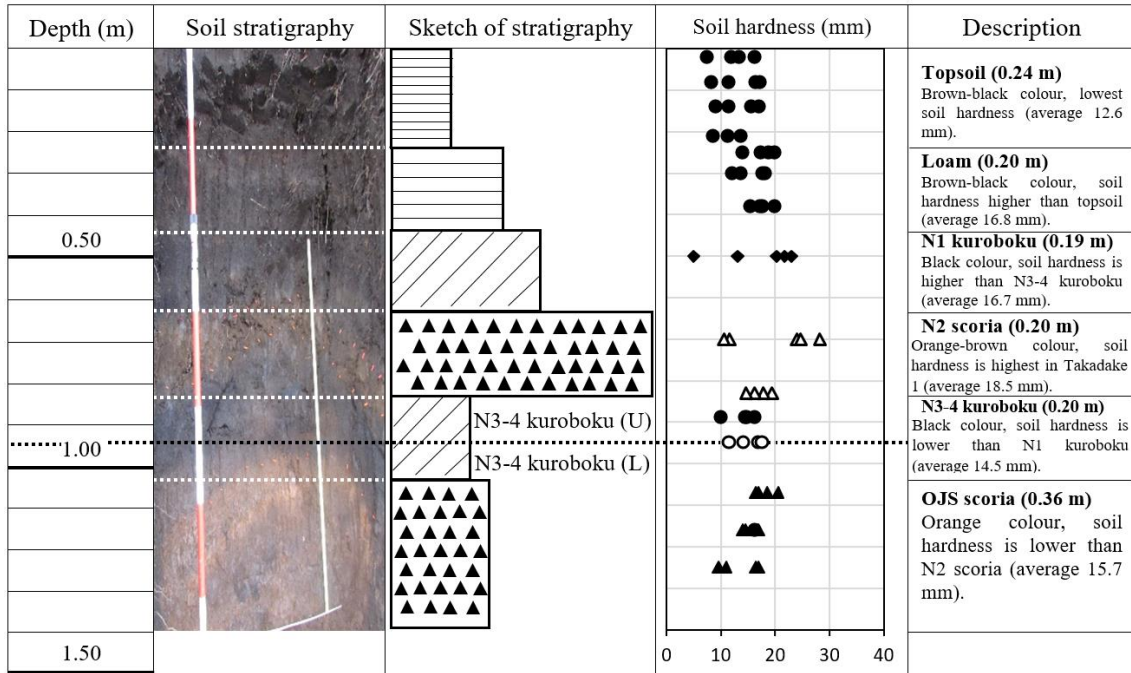 Depth (m)
Soil stratigraphy
Sketch of stratigraphy
Soil hardness (mm)
Description
0.50
1.00
1.50
N3-4 kuroboku (U)
N3-4 kuroboku (L)
0 10 20 30 40
Topsoil (0.24 m)
Brown-black colour, lowest
soil hardness (average 12.6
mm).
Loam (0.20 m)
Brown-black colour, soil
hardness higher than topsoil
(average 16.8 mm).
N1 kuroboku (0.19 m)
Black colour, soil hardness is
higher than N3-4 kuroboku
(average 16.7 mm).
N2 scoria (0.20 m)
Orange-brown colour, soil
hardness is highest in Takadake
1 (average 18.5 mm).
N3-4 kuroboku (0.20 m)
Black colour, soil hardness is
lower than N1 kuroboku
(average 14.5 mm).
OJS scoria (0.36 m)
Orange colour, soil
hardness is lower than
N2 scoria (average 15.7
mm).